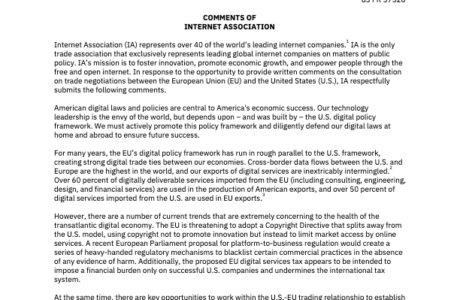 COMMENTS OF
INTERNET ASSOCIATION
Internet Association (IA) represents over 40 of the world's leading internet companies.1 IA is the only
trade association that exclusively represents leading global internet companies on matters of public
policy. IA's mission is to foster innovation, promote economic growth, and empower people through the
free and open internet. In response to the opportunity to provide written comments on the consultation
on trade negotiations between the European Union (EU) and the United States (U.S.), IA respectfully
submits the following comments.
American digital laws and policies are central to America's economic success. Our technology
leadership is the envy of the world, but depends upon – and was built by – the U.S. digital policy
framework. We must actively promote this policy framework and diligently defend our digital laws at
home and abroad to ensure future success.
For many years, the EU's digital policy framework has run in rough parallel to the U.S. framework,
creating strong digital trade ties between our economies. Cross-border data flows between the U.S. and
Europe are the highest in the world, and our exports of digital services are inextricably intermingled.2
Over 60 percent of digitally deliverable services imported from the EU (including consulting, engineering,
design, and financial services) are used in the production of American exports, and over 50 percent of
digital services imported from the U.S. are used in EU exports.3
However, there are a number of current trends that are extremely concerning to the health of the
transatlantic digital economy. The EU is threatening to adopt a Copyright Directive that splits away from
the U.S. model, using copyright not to promote innovation but instead to limit market access by online
services. A recent European Parliament proposal for platform-to-business regulation would create a
series of heavy-handed regulatory mechanisms to blacklist certain commercial practices in the absence
of any evidence of harm. Additionally, the proposed EU digital services tax appears to be intended to
impose a financial burden only on successful U.S. companies and undermines the international tax
system.
At the same time, there are key opportunities to work within the U.S.-EU trading relationship to establish